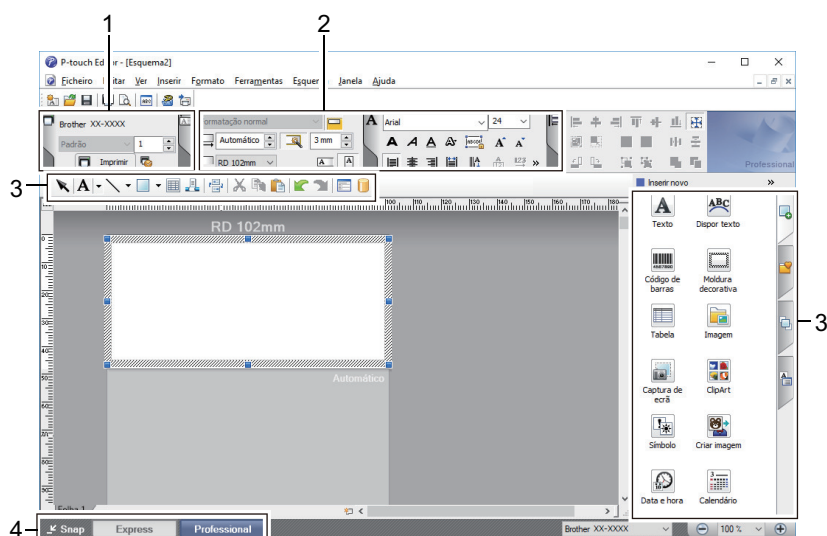 1
2
P-touch Ed r - [Esquema2]
Ficheiro itar Ver Inserir Formato Ferramentas Esque Janela Ajuda
Brother XX-XXXX
Padrão 1
Imprimir
ormatação normal
Automático 3 mm
RD 102mm
Arial 24
Professional
3
RD 102mm
Automático
Inserir novo
Texto Dispor texto
Código de barras
Moldura decorativa
Tabela Imagem
Captura de ecrã
ClipArt
Símbolo Criar imagem
Data e hora Calendário
3
Folha 1
4
Snap Express Professional
Brother XX-XXXX 100 %